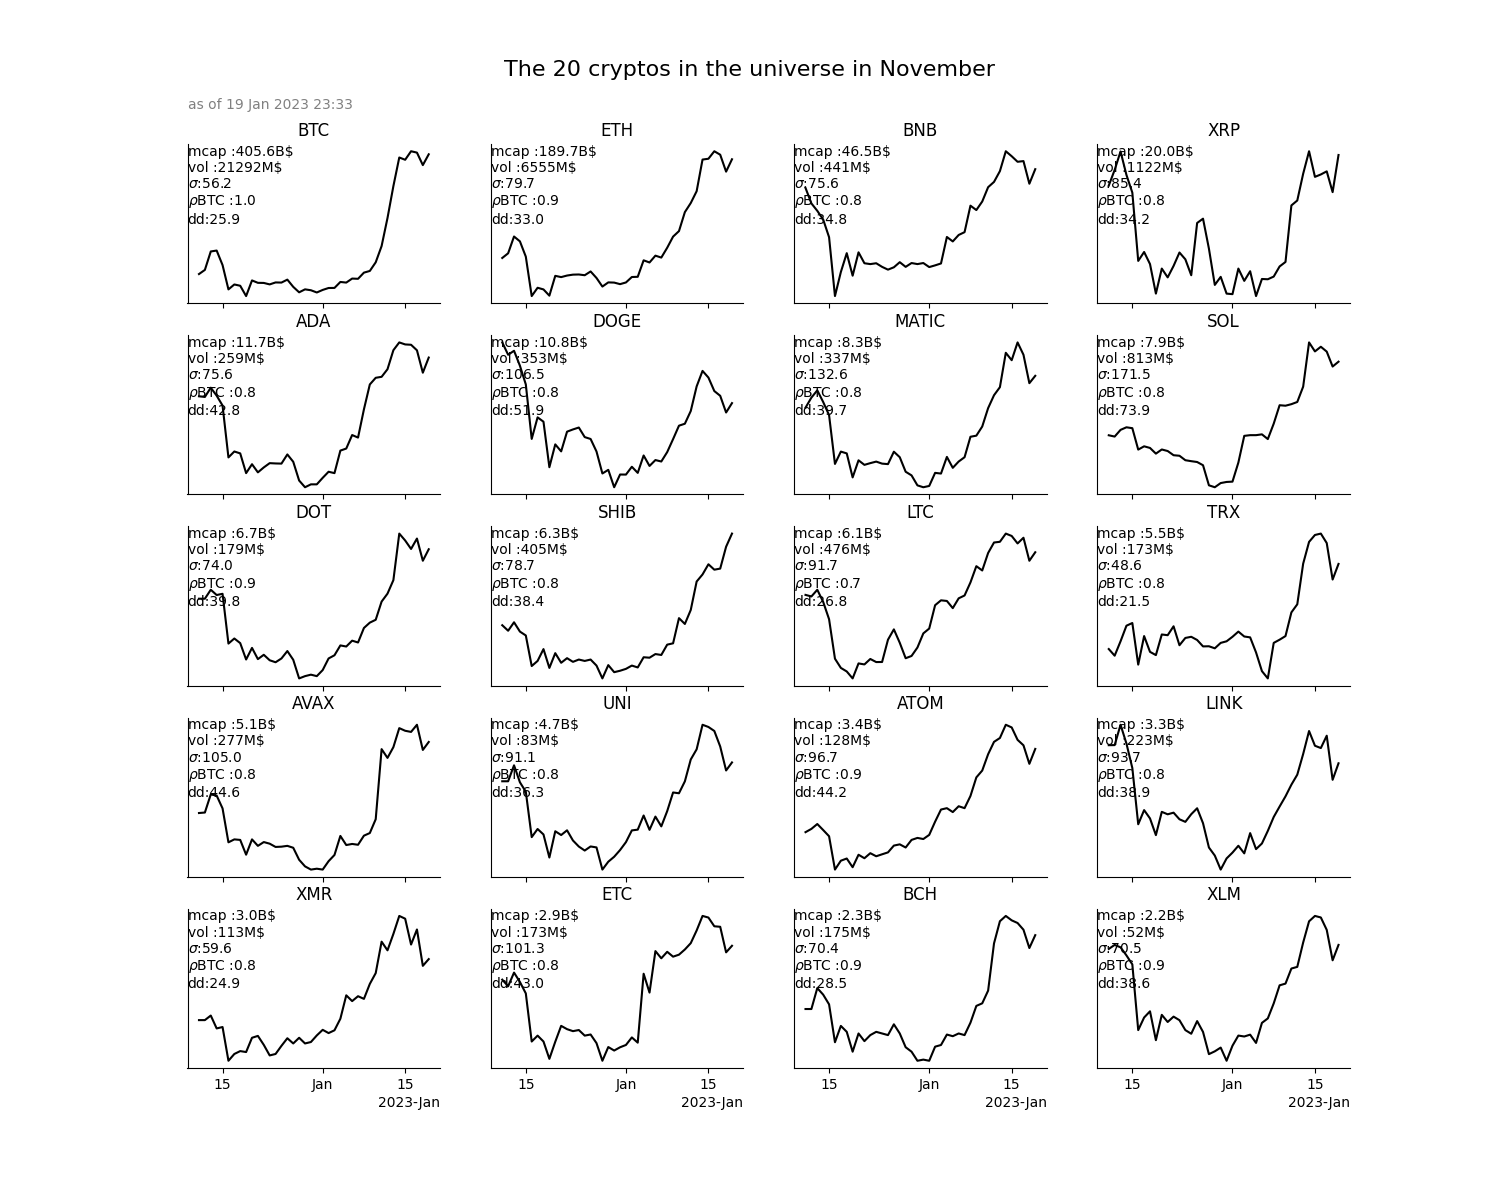 The 20 cryptos in the universe in November
as of 19 Jan 2023 23:33
BTC
mcap :405.6B$
vol :21292M$
σ:56.2
ρBTC :1.0
dd:25.9
ETH
mcap :189.7B$
vol :6555M$
σ:79.7
ρBTC :0.9
dd:33.0
BNB
mcap :46.5B$
vol :441M$
σ:75.6
ρBTC :0.8
dd:34.8
XRP
mcap :20.0B$
vol :1122M$
σ:85.4
ρBTC :0.8
dd:34.2
ADA
mcap :11.7B$
vol :259M$
σ:75.6
ρBTC :0.8
dd:42.8
DOGE
mcap :10.8B$
vol :353M$
σ:106.5
ρBTC :0.8
dd:51.9
MATIC
mcap :8.3B$
vol :337M$
σ:132.6
ρBTC :0.8
dd:39.7
SOL
mcap :7.9B$
vol :813M$
σ:171.5
ρBTC :0.8
dd:73.9
DOT
mcap :6.7B$
vol :179M$
σ:74.0
ρBTC :0.9
dd:39.8
SHIB
mcap :6.3B$
vol :405M$
σ:78.7
ρBTC :0.8
dd:38.4
LTC
mcap :6.1B$
vol :476M$
σ:91.7
ρBTC :0.7
dd:26.8
TRX
mcap :5.5B$
vol :173M$
σ:48.6
ρBTC :0.8
dd:21.5
AVAX
mcap :5.1B$
vol :277M$
σ:105.0
ρBTC :0.8
dd:44.6
UNI
mcap :4.7B$
vol :83M$
σ:91.1
ρBTC :0.8
dd:36.3
ATOM
mcap :3.4B$
vol :128M$
σ:96.7
ρBTC :0.9
dd:44.2
LINK
mcap :3.3B$
vol :223M$
σ:93.7
ρBTC :0.8
dd:38.9
XMR
mcap :3.0B$
vol :113M$
σ:59.6
ρBTC :0.8
dd:24.9
ETC
mcap :2.9B$
vol :173M$
σ:101.3
ρBTC :0.8
dd:43.0
BCH
mcap :2.3B$
vol :175M$
σ:70.4
ρBTC :0.9
dd:28.5
XLM
mcap :2.2B$
vol :52M$
σ:70.5
ρBTC :0.9
dd:38.6
15 Jan 15
2023-Jan
15 Jan 15
2023-Jan
15 Jan 15
2023-Jan
15 Jan 15
2023-Jan